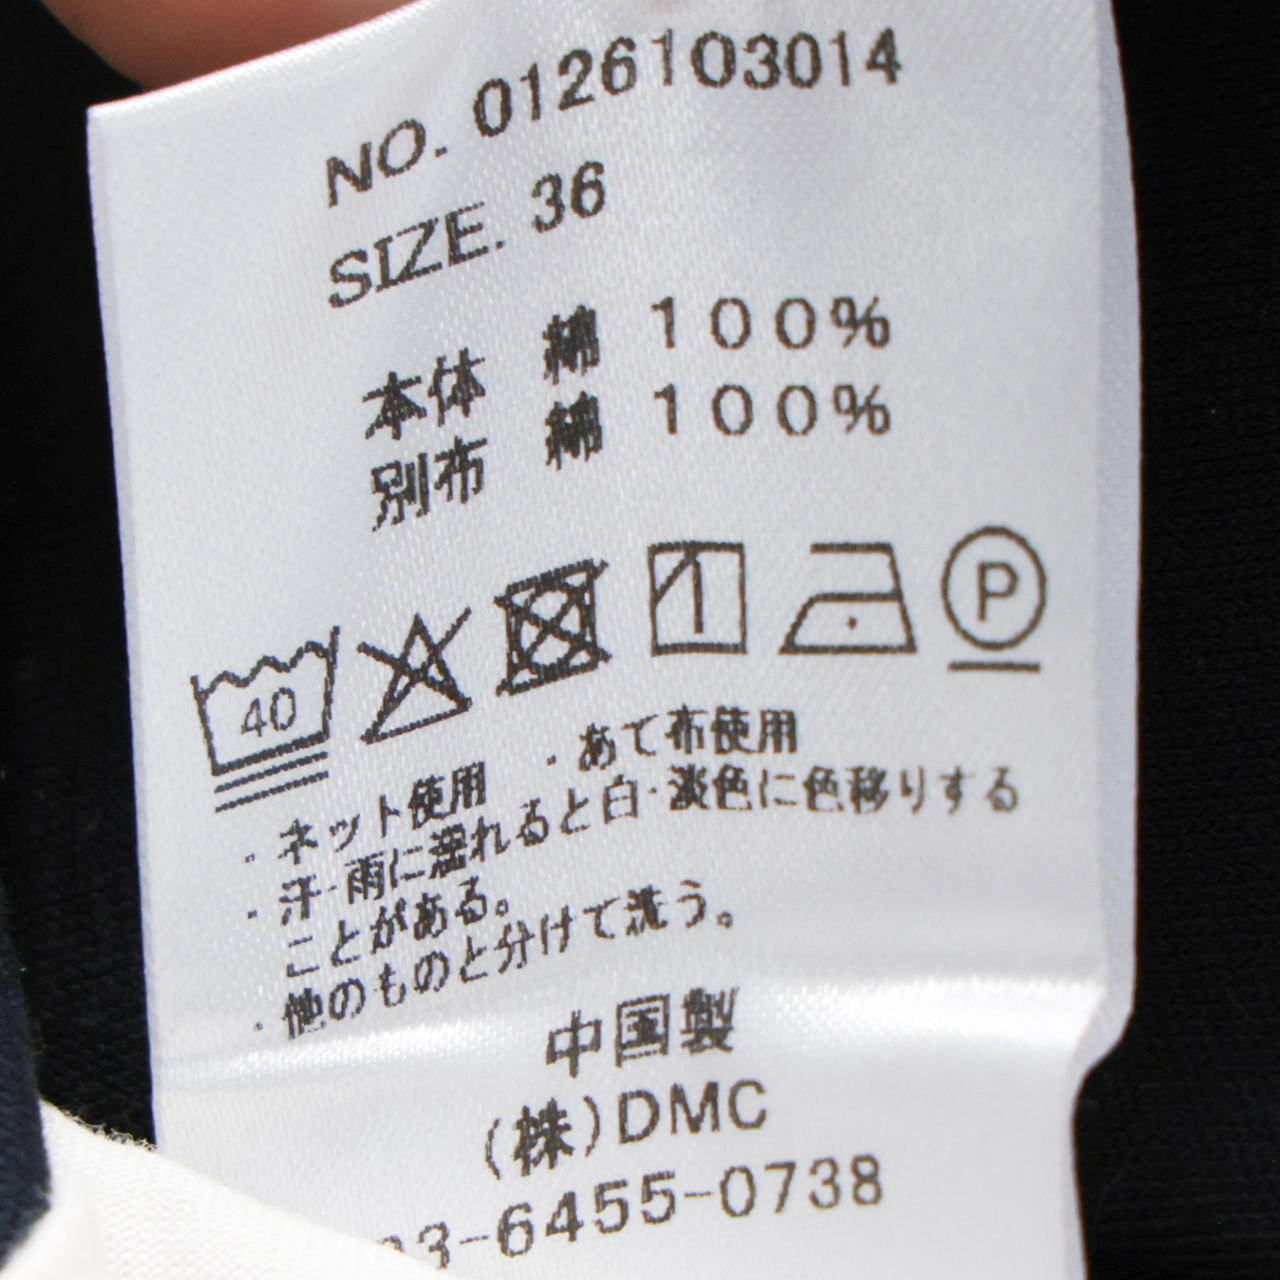 NO. 0126103014
SIZE. 36
本体 綿 100%
別布 綿 100%
40 P
・ネット使用 ・あて布使用
・汗・雨に濡れると白・淡色に色移りする
ことがある。
・他のものと分けて洗う。
中国製
(株)DMC
3-6455-0738